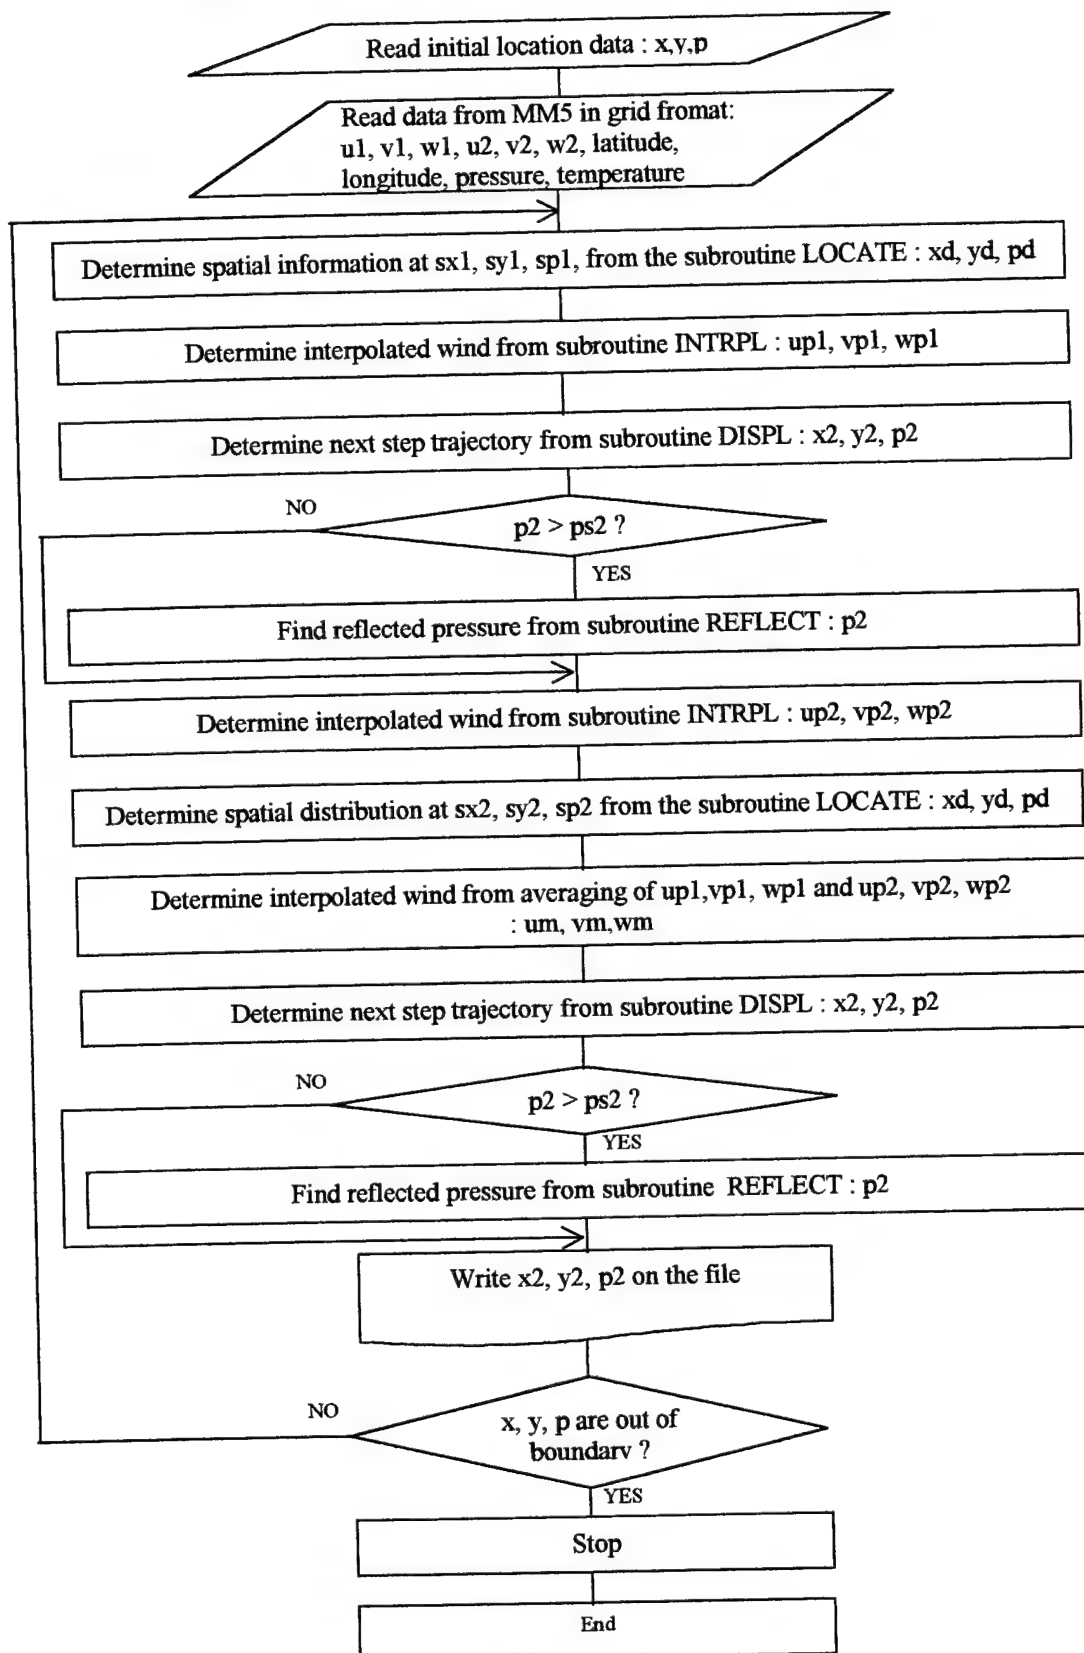 Read initial location data : x,y,p
Read data from MM5 in grid fromat:
u1, v1, w1, u2, v2, w2, latitude,
longitude, pressure, temperature
Determine spatial information at sx1, sy1, sp1, from the subroutine LOCATE : xd, yd, pd
Determine interpolated wind from subroutine INTRPL : up1, vp1, wp1
Determine next step trajectory from subroutine DISPL : x2, y2, p2
NO
p2 > ps2 ?
YES
Find reflected pressure from subroutine REFLECT : p2
Determine interpolated wind from subroutine INTRPL : up2, vp2, wp2
Determine spatial distribution at sx2, sy2, sp2 from the subroutine LOCATE : xd, yd, pd
Determine interpolated wind from averaging of up1,vp1, wp1 and up2, vp2, wp2
: um, vm,wm
Determine next step trajectory from subroutine DISPL : x2, y2, p2
NO
p2 > ps2 ?
YES
Find reflected pressure from subroutine REFLECT : p2
Write x2, y2, p2 on the file
NO
x, y, p are out of
boundary ?
YES
Stop
End